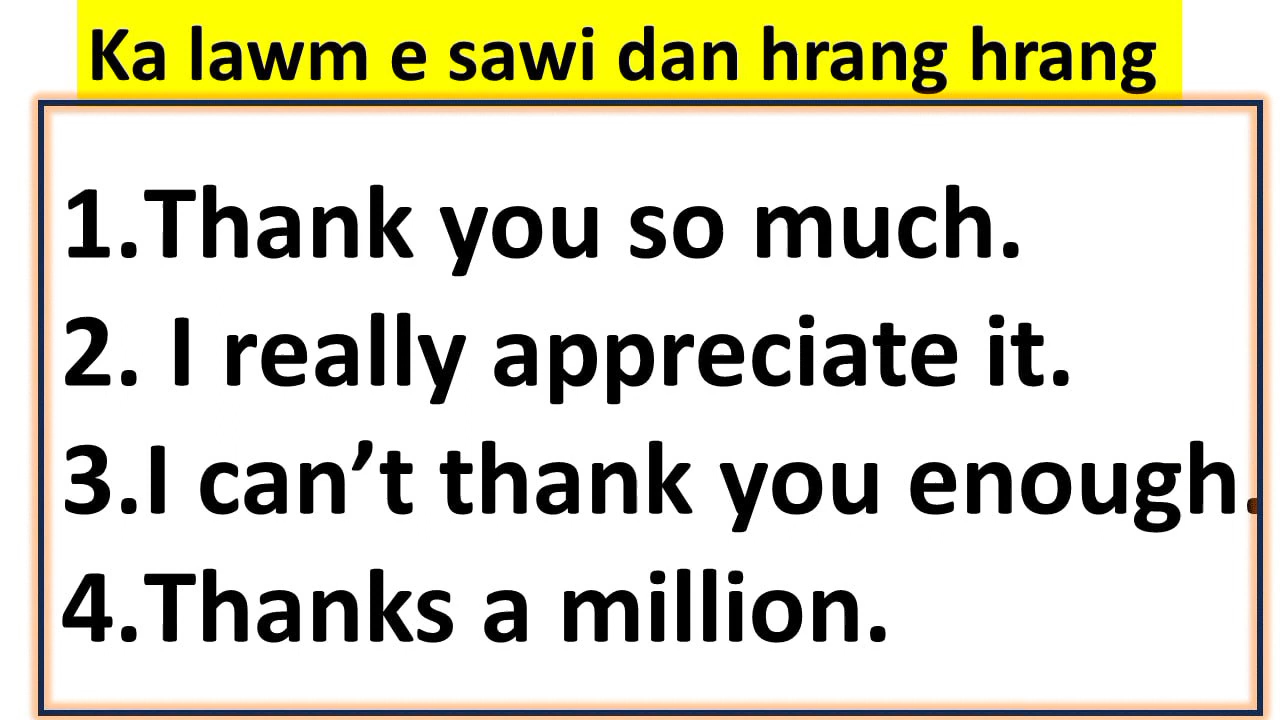 Ka lawm e sawi dan hrang hrang
1.Thank you so much.
2. I really appreciate it.
3.I can’t thank you enough.
4.Thanks a million.